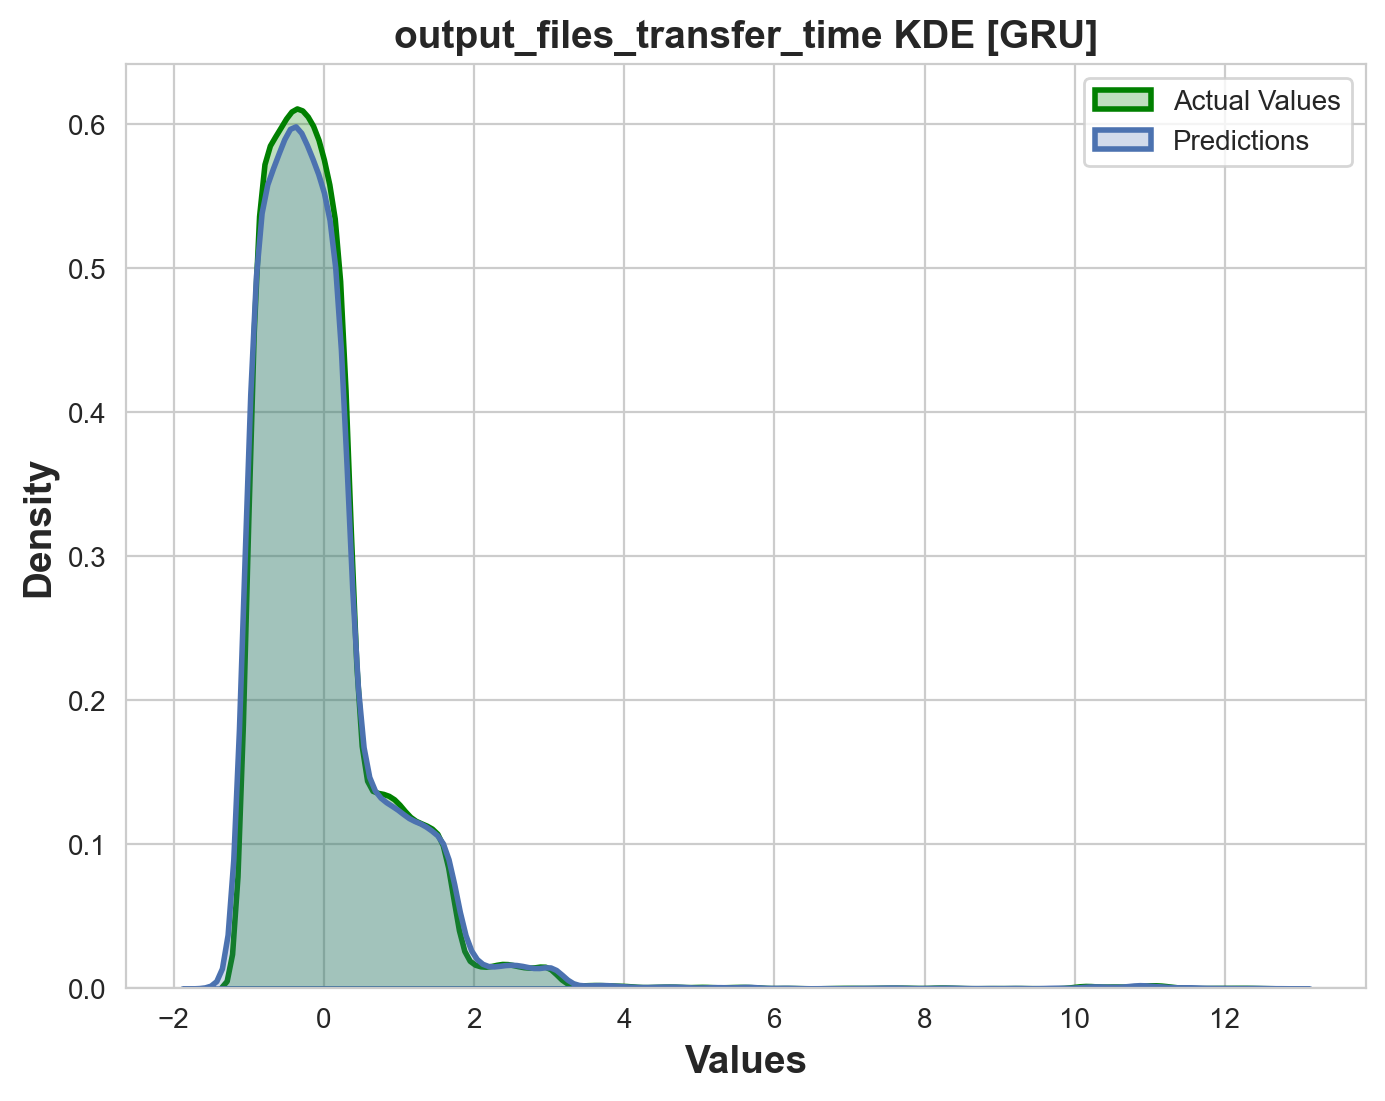 output_files_transfer_time KDE [GRU]
Actual Values
Predictions
Density
0.6
0.5
0.4
0.3
0.2
0.1
0.0
−2 0 2 4 6 8 10 12
Values